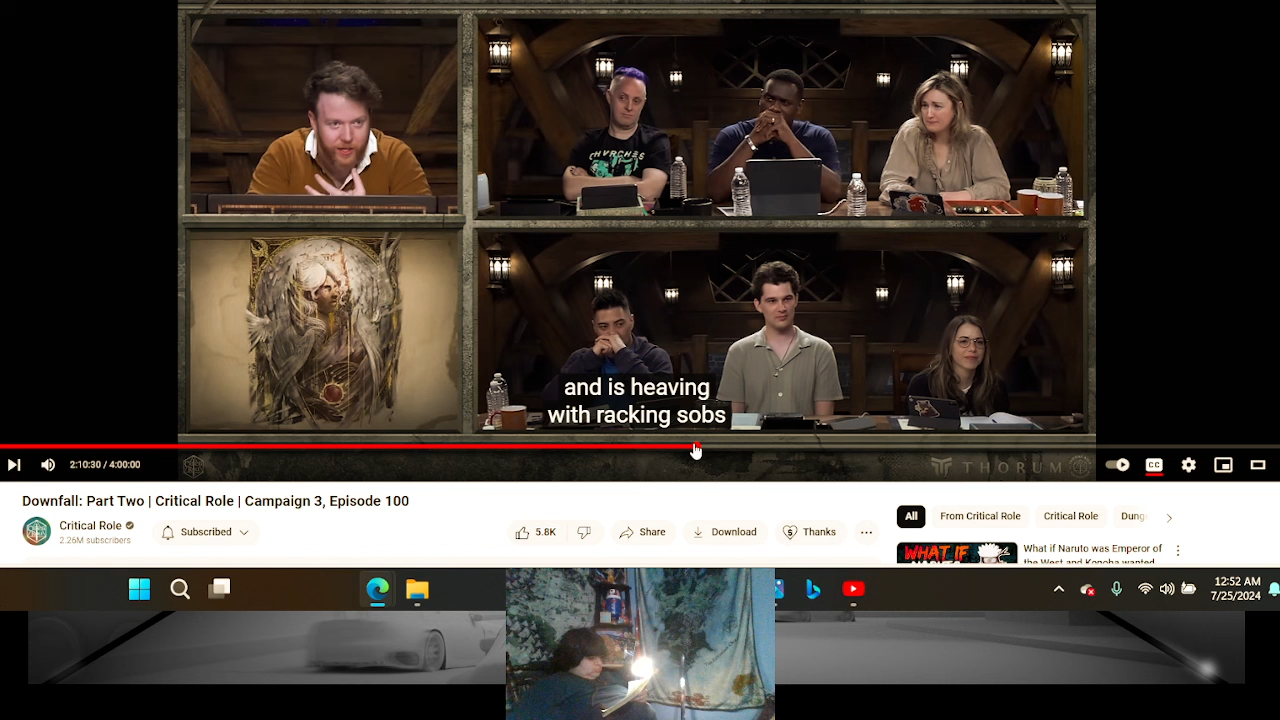 CHVRCHES
and is heaving
with racking sobs
2:10:30 / 4:00:00
CC
THORUM
Downfall: Part Two | Critical Role | Campaign 3, Episode 100
Critical Role
2.26M subscribers
Subscribed
5.8K
Share
Download
Thanks
All
From Critical Role
Critical Role
Dung
WHAT IF
What if Naruto was Emperor of
the West and Konoha wanted
12:52 AM
7/25/2024